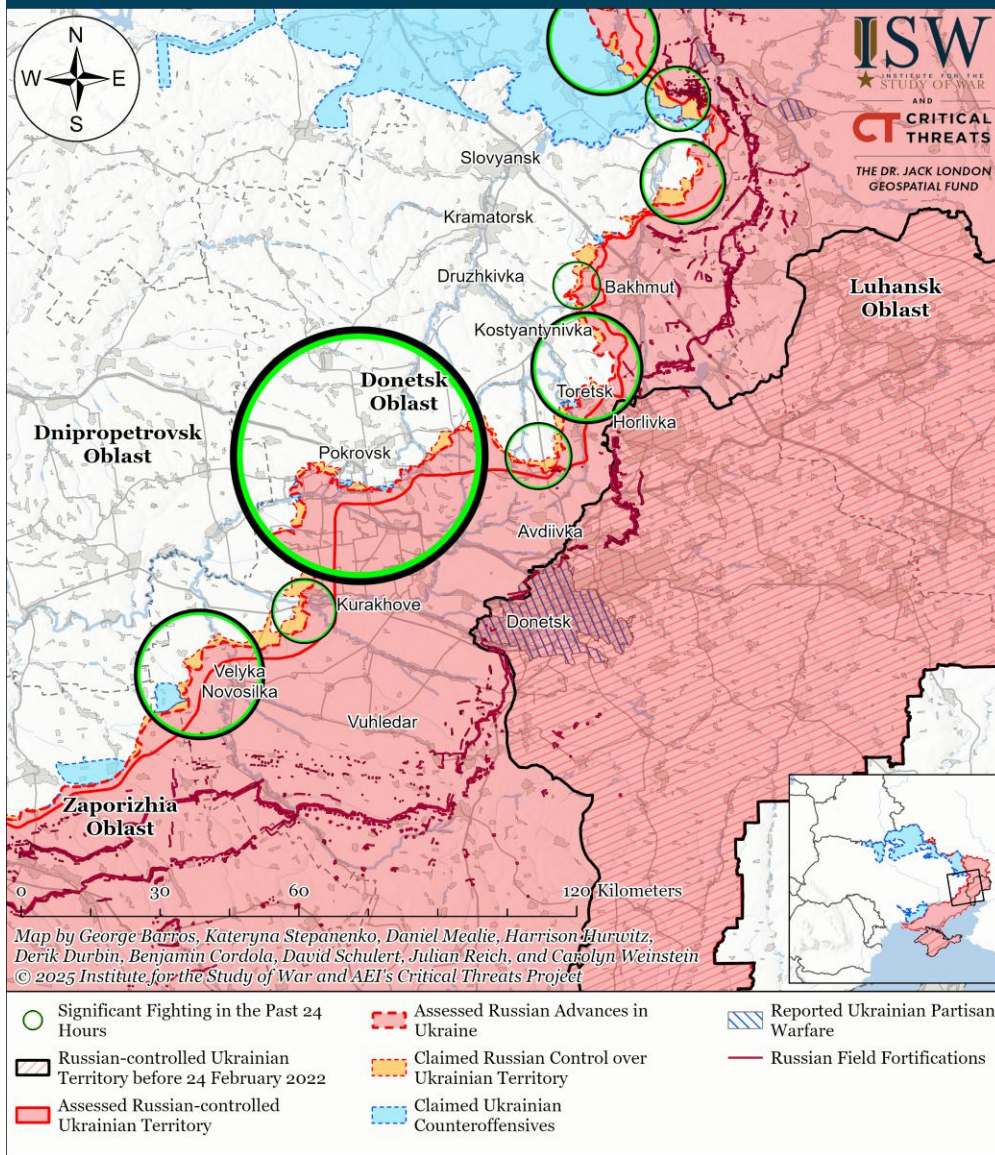 N
W
E
S
ISW
INSTITUTE FOR THE
STUDY OF WAR
AND
CT CRITICAL
THREATS
THE DR. JACK LONDON
GEOSPATIAL FUND
Slovyansk
Kramatorsk
Druzhkivka
Bakhmut
Luhansk
Oblast
Kostyantynivka
Donetsk
Oblast
Toretsk
Horlivka
Dnipropetrovsk
Oblast
Pokrovsk
Avdiivka
Kurakhove
Donetsk
Velyka
Novosilka
Vuhledar
Zaporizhia
Oblast
0 30 60 120 Kilometers
Map by George Barros, Kateryna Stepanenko, Daniel Mealie, Harrison Hurwitz,
Derik Durbin, Benjamin Cordola, David Schulert, Julian Reich, and Carolyn Weinstein
© 2025 Institute for the Study of War and AEI's Critical Threats Project
Significant Fighting in the Past 24
Hours
Russian-controlled Ukrainian
Territory before 24 February 2022
Assessed Russian-controlled
Ukrainian Territory
Assessed Russian Advances in
Ukraine
Claimed Russian Control over
Ukrainian Territory
Claimed Ukrainian
Counteroffensives
Reported Ukrainian Partisan
Warfare
Russian Field Fortifications